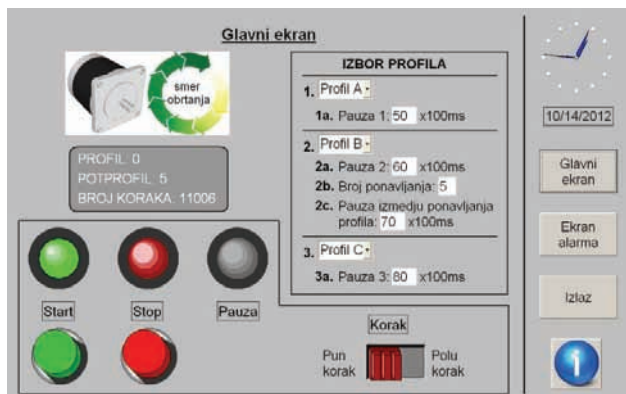 Glavni ekran
smer
obrtanja
PROFIL: 0
POTPROFIL: 5
BROJ KORAKA: 11006
Start
Stop
Pauza
IZBOR PROFILA
1. Profil A
1a. Pauza 1: 50 x100ms
2. Profil B
2a. Pauza 2: 60 x100ms
2b. Broj ponavljanja: 5
2c. Pauza izmedju ponavljanja
profila: 70 x100ms
3. Profil C
3a. Pauza 3: 80 x100ms
Korak
Pun
korak
Polu
korak
10/14/2012
Glavni
ekran
Ekran
alarma
Izlaz
i